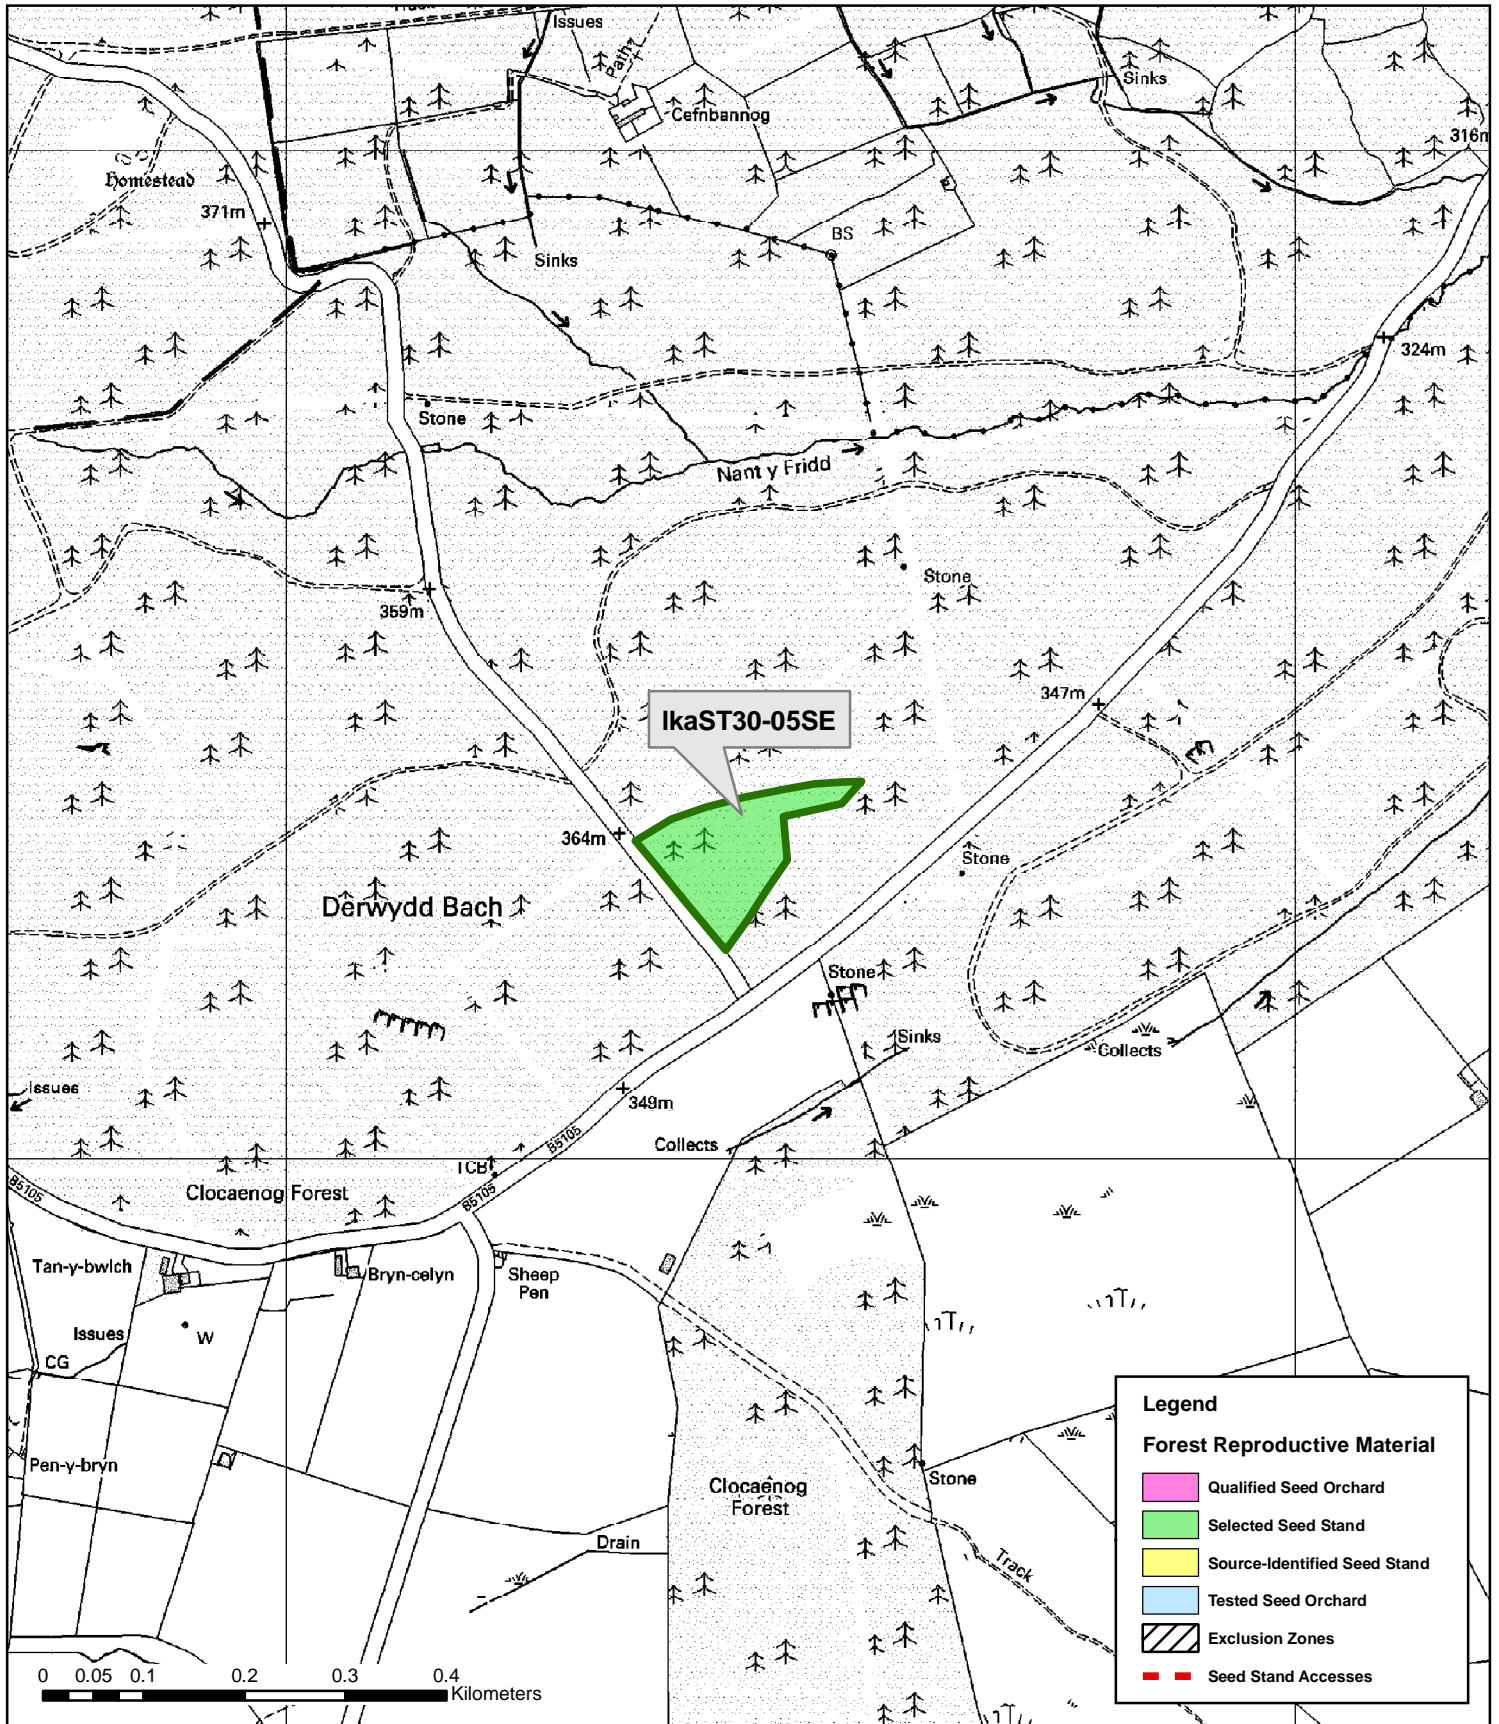 Issues
Path
Sinks
Cefnbannog
316m
Homestead
371m
BS
Sinks
324m
Stone
Nant y Fridd
Stone
359m
347m
lkaST30-05SE
364m
Stone
Derwydd Bach
Stone
Sinks
Collects
Issues
349m
Collects
B5105
TCB
B5105
B5105
Clocaenog Forest
Tan-y-bwlch
Bryn-celyn
Sheep
Pen
Issues
W
CG
Pen-y-bryn
Clocaenog
Forest
Stone
Drain
Track
Legend
Forest Reproductive Material
Qualified Seed Orchard
Selected Seed Stand
Source-Identified Seed Stand
Tested Seed Orchard
Exclusion Zones
Seed Stand Accesses
0 0.05 0.1 0.2 0.3 0.4
Kilometers